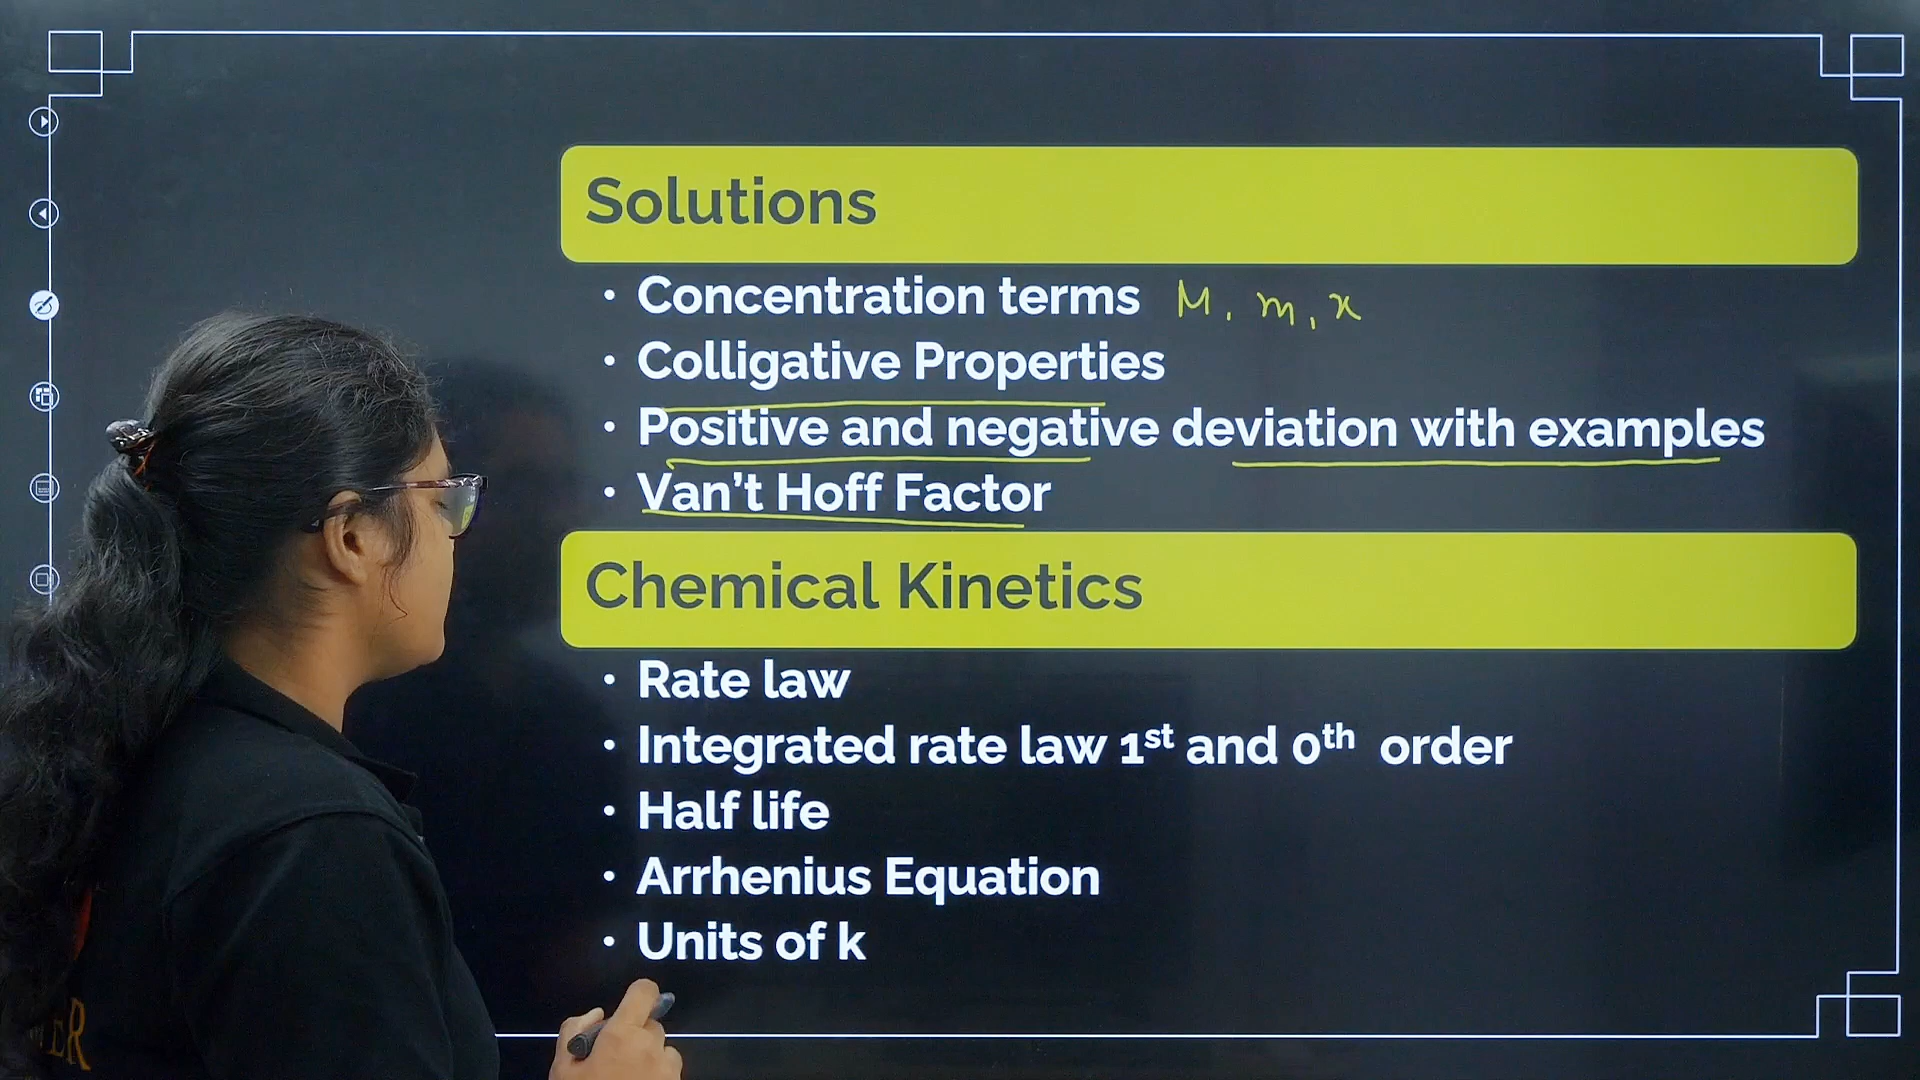 Solutions
• Concentration terms M, m, x
• Colligative Properties
• Positive and negative deviation with examples
• Van’t Hoff Factor
Chemical Kinetics
• Rate law
• Integrated rate law 1st and 0th order
• Half life
• Arrhenius Equation
• Units of k